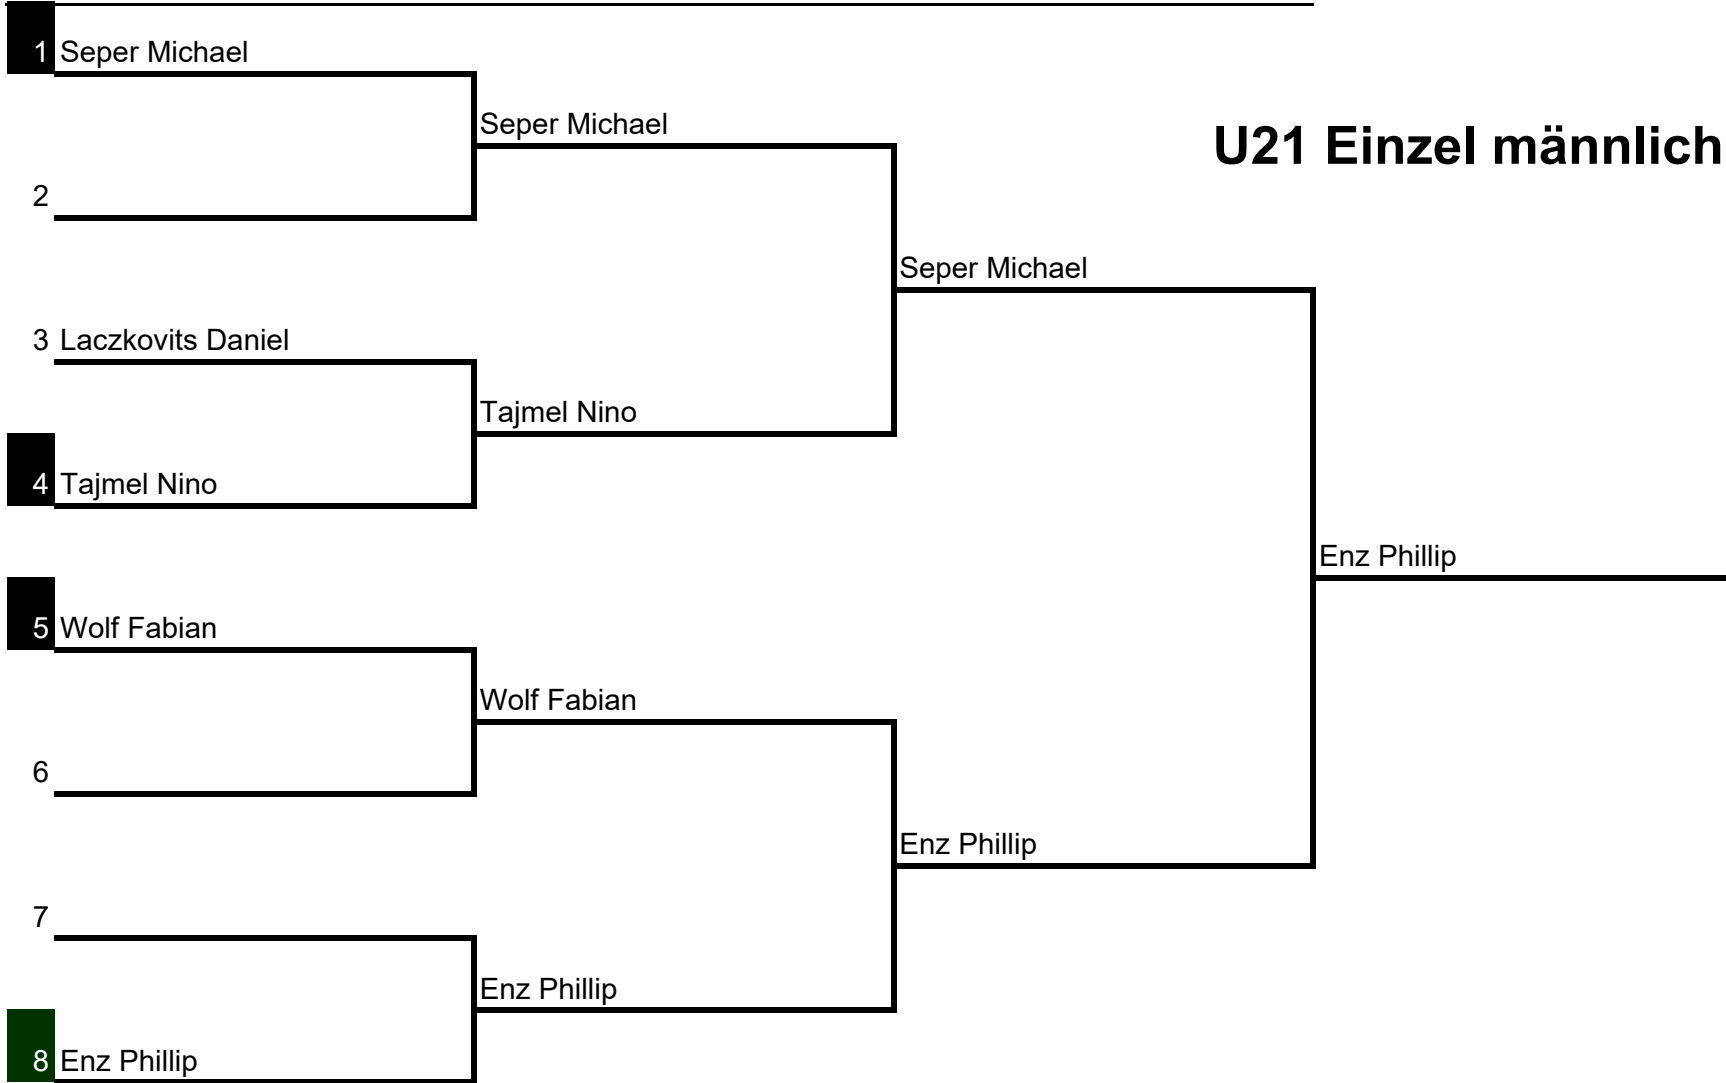 1 Seper Michael
Seper Michael
U21 Einzel männlich
2
Seper Michael
3 Laczkovits Daniel
Tajmel Nino
4 Tajmel Nino
Enz Phillip
5 Wolf Fabian
Wolf Fabian
6
Enz Phillip
7
Enz Phillip
8 Enz Phillip